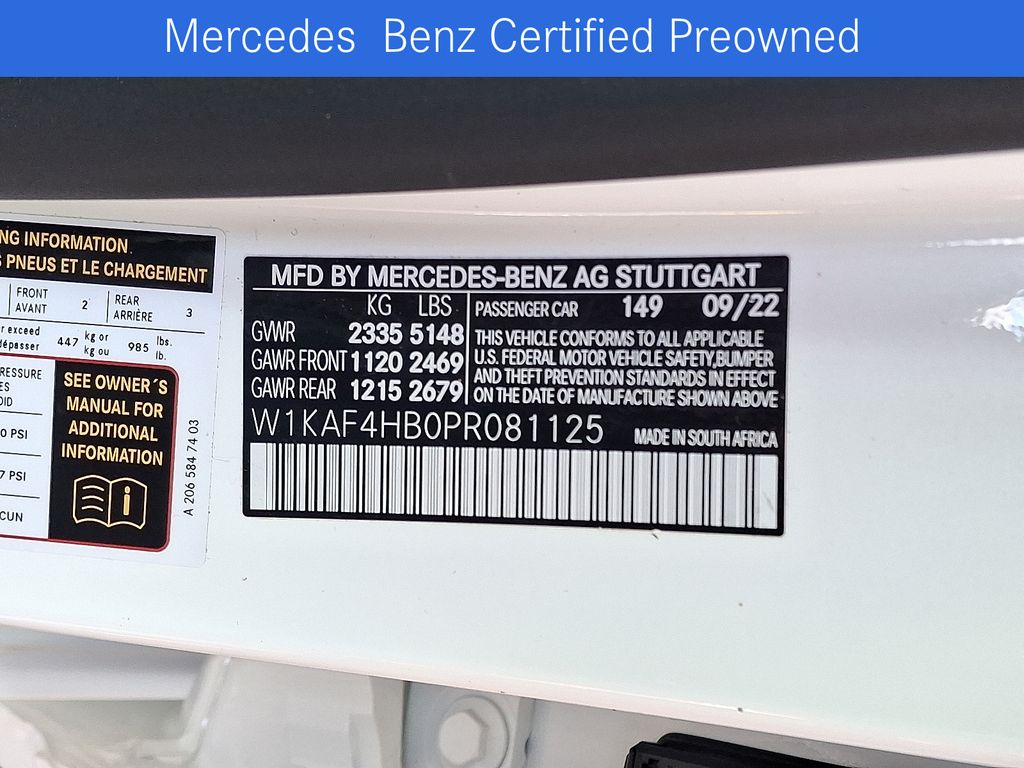 Mercedes Benz Certified Preowned
NG INFORMATION
S PNEUS ET LE CHARGEMENT
FRONT
AVANT
2
REAR
ARRIÈRE
3
r exceed
dépasser
447
kg or
kg ou
985
lbs.
lb.
RESSURE
ES
OID
0 PSI
7 PSI
CUN
SEE OWNER´S
MANUAL FOR
ADDITIONAL
INFORMATION
A 206 584 74 03
MFD BY MERCEDES-BENZ AG STUTTGART
KG LBS
GVWR 2335 5148
GAWR FRONT 1120 2469
GAWR REAR 1215 2679
PASSENGER CAR 149 09/22
THIS VEHICLE CONFORMS TO ALL APPLICABLE
U.S. FEDERAL MOTOR VEHICLE SAFETY,BUMPER
AND THEFT PREVENTION STANDARDS IN EFFECT
ON THE DATE OF MANUFACTURE SHOWN ABOVE
W1KAF4HB0PR081125
MADE IN SOUTH AFRICA